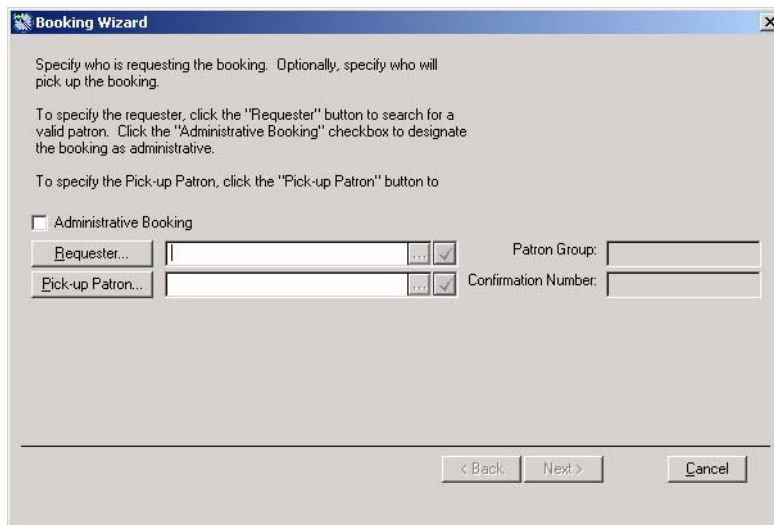 Booking Wizard
Specify who is requesting the booking. Optionally, specify who will
pick up the booking.
To specify the requester, click the "Requester" button to search for a
valid patron. Click the "Administrative Booking" checkbox to designate
the booking as administrative.
To specify the Pick-up Patron, click the "Pick-up Patron" button to
Administrative Booking
Requester... ... Patron Group:
Pick-up Patron... ... Confirmation Number:
< Back Next > Cancel